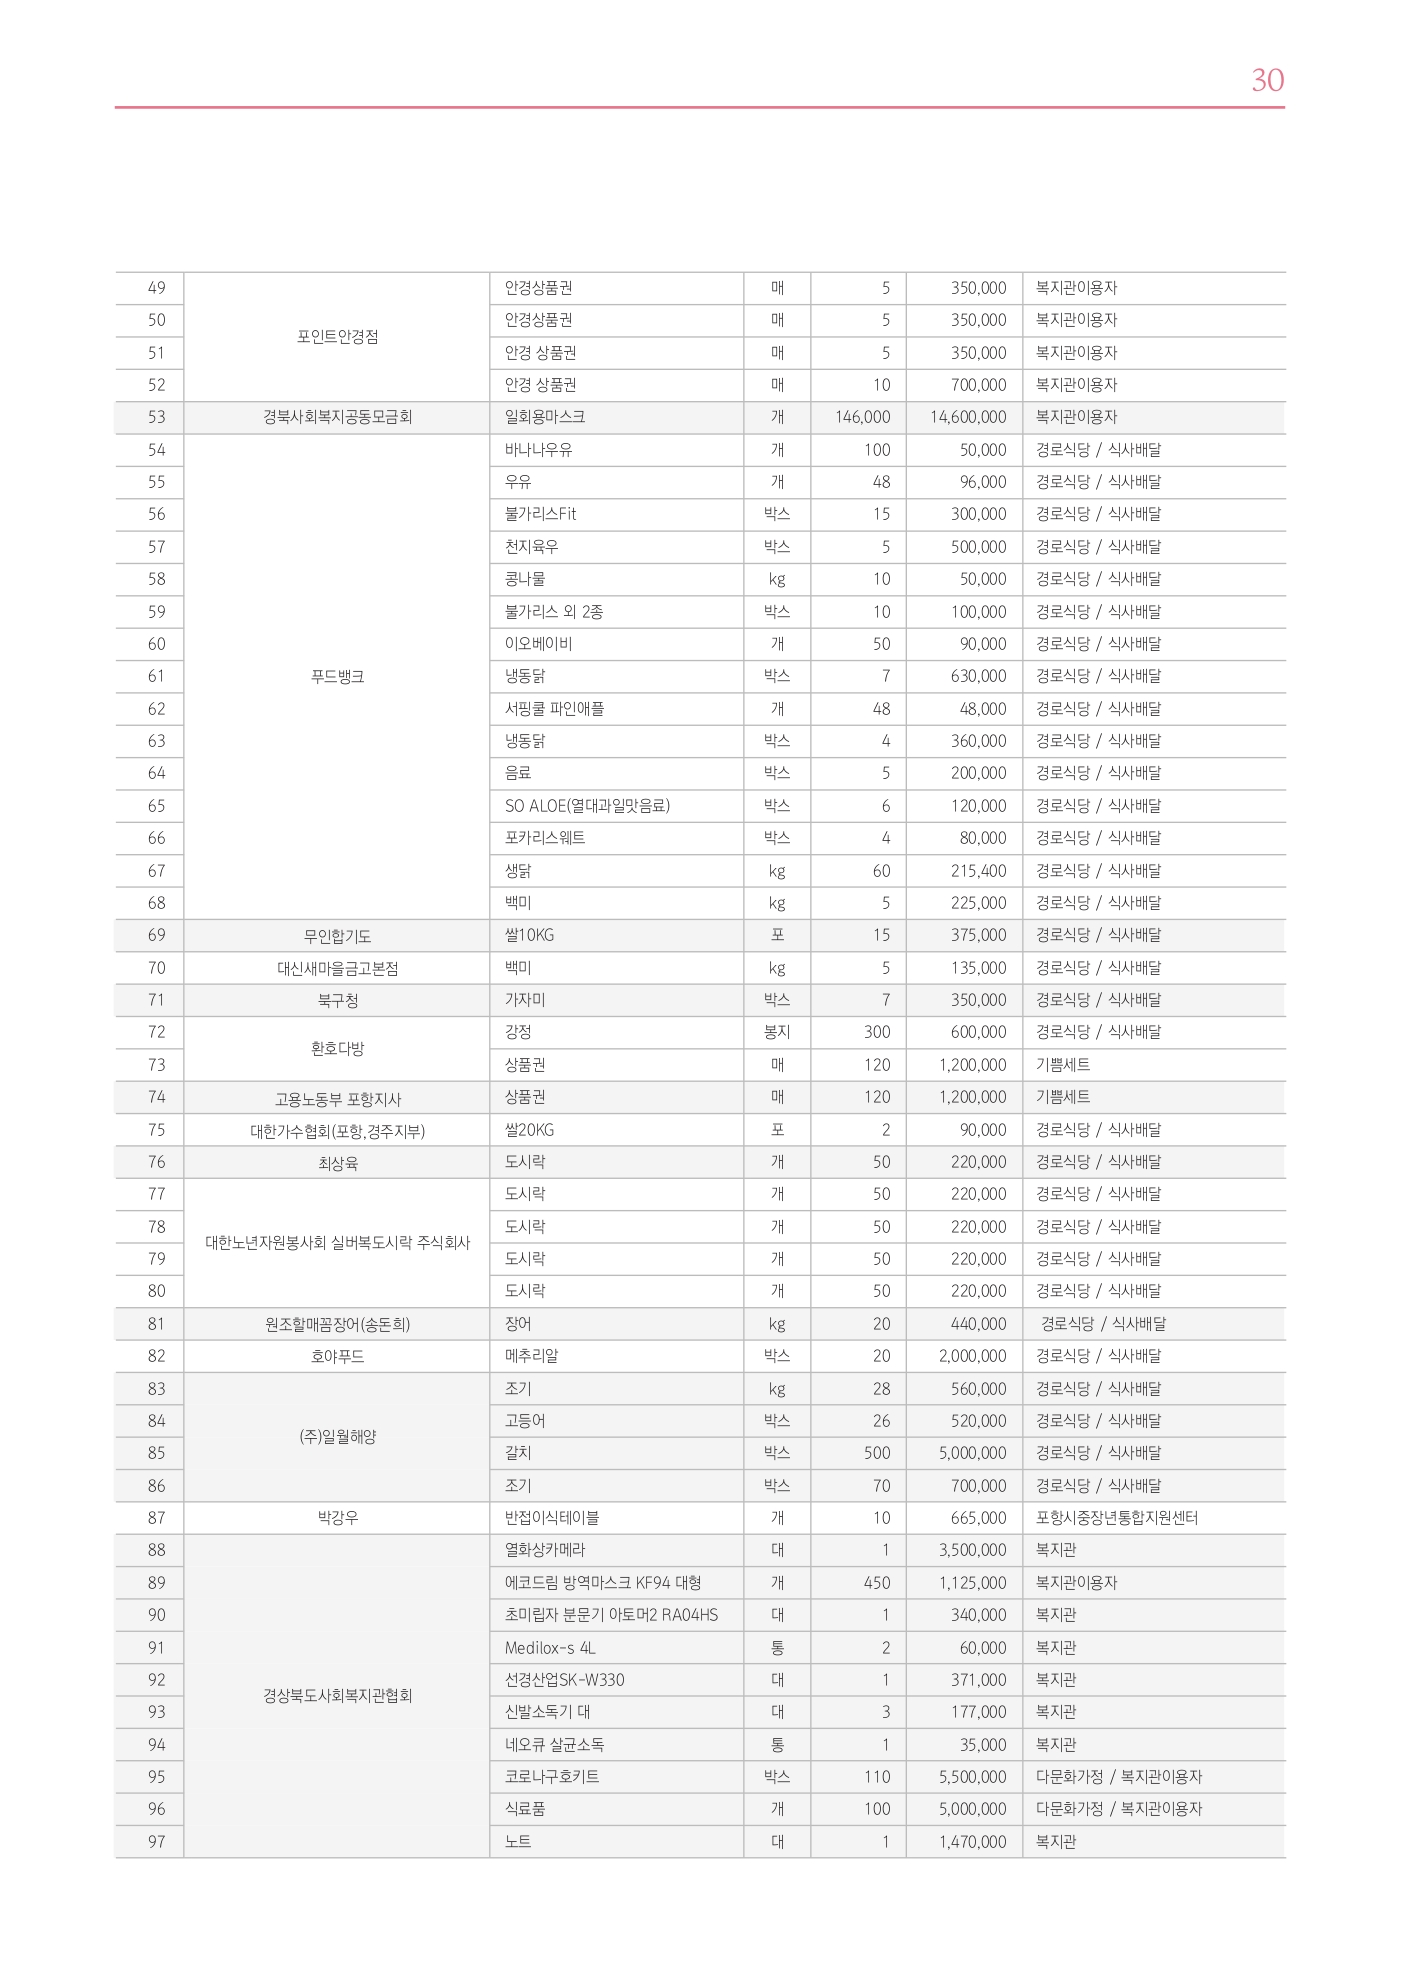 30
49 포인트안경점 안경상품권 매 5 350,000 복지관이용자
50 안경상품권 매 5 350,000 복지관이용자
51 안경 상품권 매 5 350,000 복지관이용자
52 안경 상품권 매 10 700,000 복지관이용자
53 경북사회복지공동모금회 일회용마스크 개 146,000 14,600,000 복지관이용자
54 푸드뱅크 바나나우유 개 100 50,000 경로식당 / 식사배달
55 우유 개 48 96,000 경로식당 / 식사배달
56 불가리스Fit 박스 15 300,000 경로식당 / 식사배달
57 천지육우 박스 5 500,000 경로식당 / 식사배달
58 콩나물 kg 10 50,000 경로식당 / 식사배달
59 불가리스 외 2종 박스 10 100,000 경로식당 / 식사배달
60 이오베이비 개 50 90,000 경로식당 / 식사배달
61 냉동닭 박스 7 630,000 경로식당 / 식사배달
62 서핑쿨 파인애플 개 48 48,000 경로식당 / 식사배달
63 냉동닭 박스 4 360,000 경로식당 / 식사배달
64 음료 박스 5 200,000 경로식당 / 식사배달
65 SO ALOE(열대과일맛음료) 박스 6 120,000 경로식당 / 식사배달
66 포카리스웨트 박스 4 80,000 경로식당 / 식사배달
67 생닭 kg 60 215,400 경로식당 / 식사배달
68 백미 kg 5 225,000 경로식당 / 식사배달
69 무인합기도 쌀10KG 포 15 375,000 경로식당 / 식사배달
70 대신새마을금고본점 백미 kg 5 135,000 경로식당 / 식사배달
71 북구청 가자미 박스 7 350,000 경로식당 / 식사배달
72 환호다방 강정 봉지 300 600,000 경로식당 / 식사배달
73 상품권 매 120 1,200,000 기쁨세트
74 고용노동부 포항지사 상품권 매 120 1,200,000 기쁨세트
75 대한가수협회(포항,경주지부) 쌀20KG 포 2 90,000 경로식당 / 식사배달
76 최상육 도시락 개 50 220,000 경로식당 / 식사배달
77 대한노년자원봉사회 실버복도시락 주식회사 도시락 개 50 220,000 경로식당 / 식사배달
78 도시락 개 50 220,000 경로식당 / 식사배달
79 도시락 개 50 220,000 경로식당 / 식사배달
80 도시락 개 50 220,000 경로식당 / 식사배달
81 원조할매꼼장어(송돈희) 장어 kg 20 440,000 경로식당 / 식사배달
82 호야푸드 메추리알 박스 20 2,000,000 경로식당 / 식사배달
83 (주)일월해양 조기 kg 28 560,000 경로식당 / 식사배달
84 고등어 박스 26 520,000 경로식당 / 식사배달
85 갈치 박스 500 5,000,000 경로식당 / 식사배달
86 조기 박스 70 700,000 경로식당 / 식사배달
87 박강우 반접이식테이블 개 10 665,000 포항시중장년통합지원센터
88 경상북도사회복지관협회 열화상카메라 대 1 3,500,000 복지관
89 에코드림 방역마스크 KF94 대형 개 450 1,125,000 복지관이용자
90 초미립자 분문기 아토머2 RA04HS 대 1 340,000 복지관
91 Medilox-s 4L 통 2 60,000 복지관
92 선경산업SK-W330 대 1 371,000 복지관
93 신발소독기 대 대 3 177,000 복지관
94 네오큐 살균소독 통 1 35,000 복지관
95 코로나구호키트 박스 110 5,500,000 다문화가정 / 복지관이용자
96 식료품 개 100 5,000,000 다문화가정 / 복지관이용자
97 노트 대 1 1,470,000 복지관